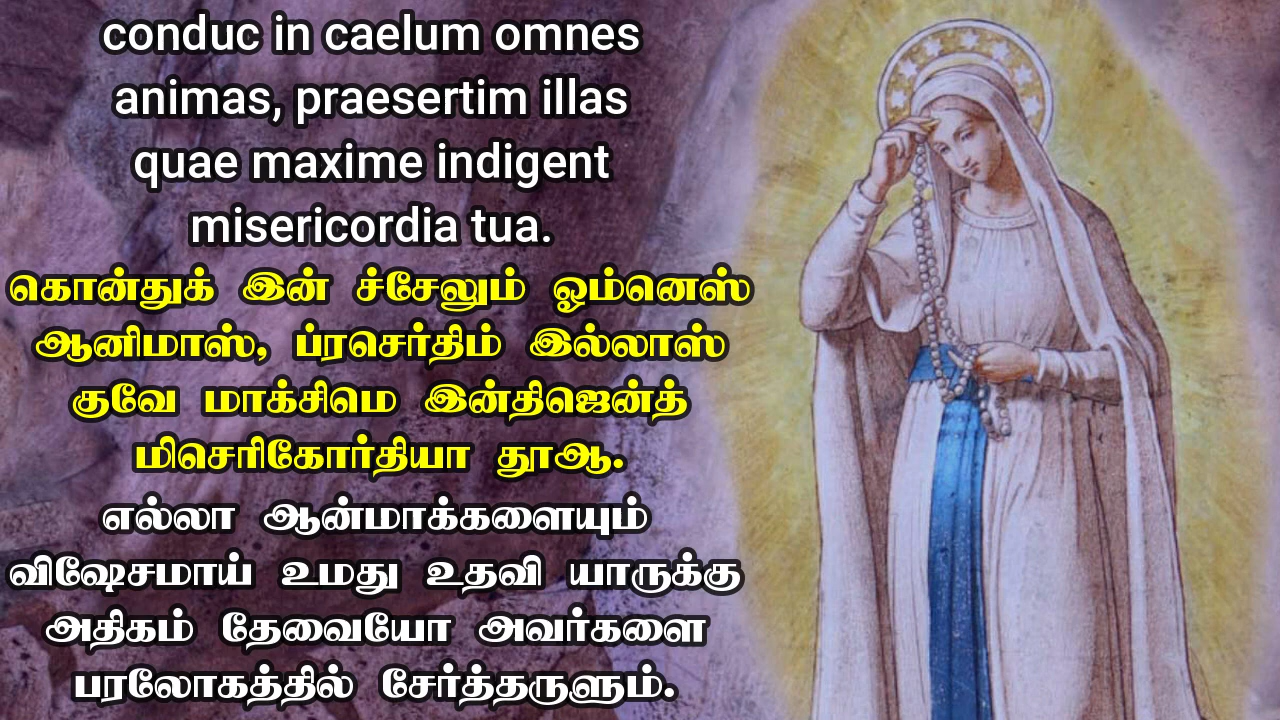 conduc in caelum omnes
animas, praesertim illas
quae maxime indigent
misericordia tua.
கொன்துக் இன் ச்சேலும் ஓம்னெஸ்
ஆனிமாஸ், ப்ரசெர்திம் இல்லாஸ்
குவே மாக்சிமெ இன்திஜென்த்
மிசெரிகோர்தியா தூஆ.
எல்லா ஆன்மாக்களையும்
விஷேசமாய் உமது உதவி யாருக்கு
அதிகம் தேவையோ அவர்களை
பரலோகத்தில் சேர்த்தருளும்.